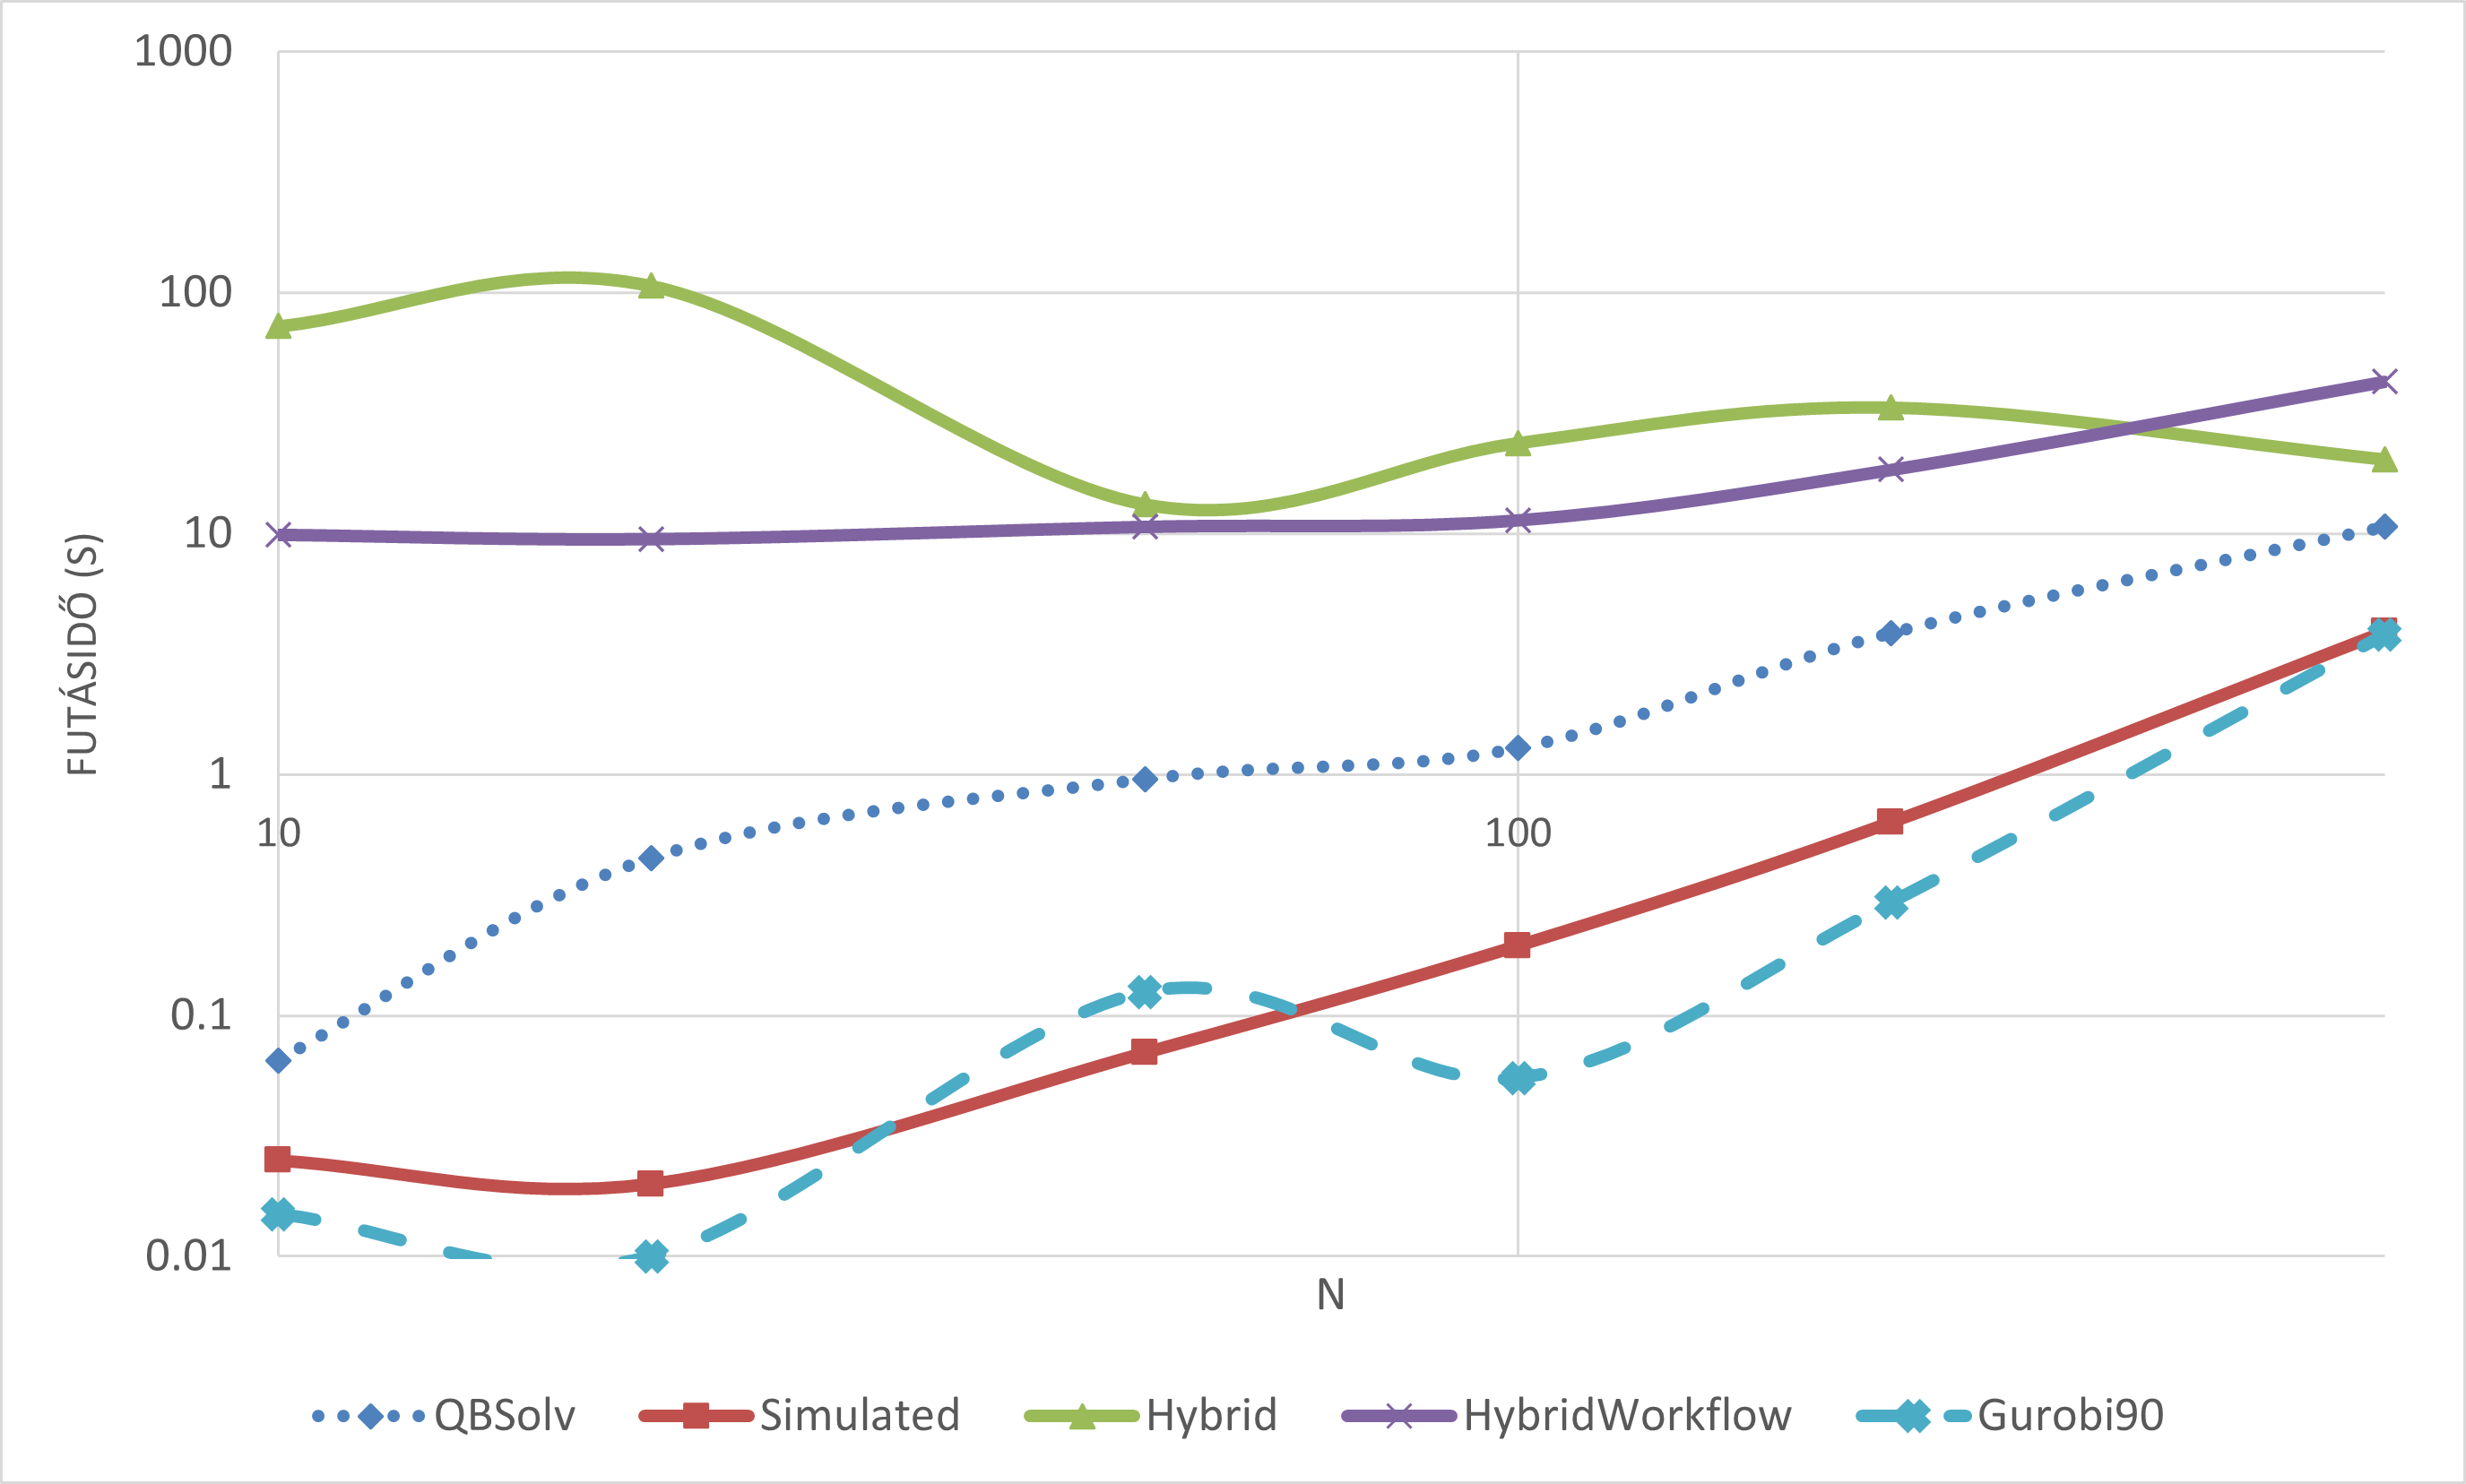 1000
100
10
1
0.1
0.01
FUTÁSIDŐ (S)
10
100
N
QBSolv
Simulated
Hybrid
HybridWorkflow
Gurobi90